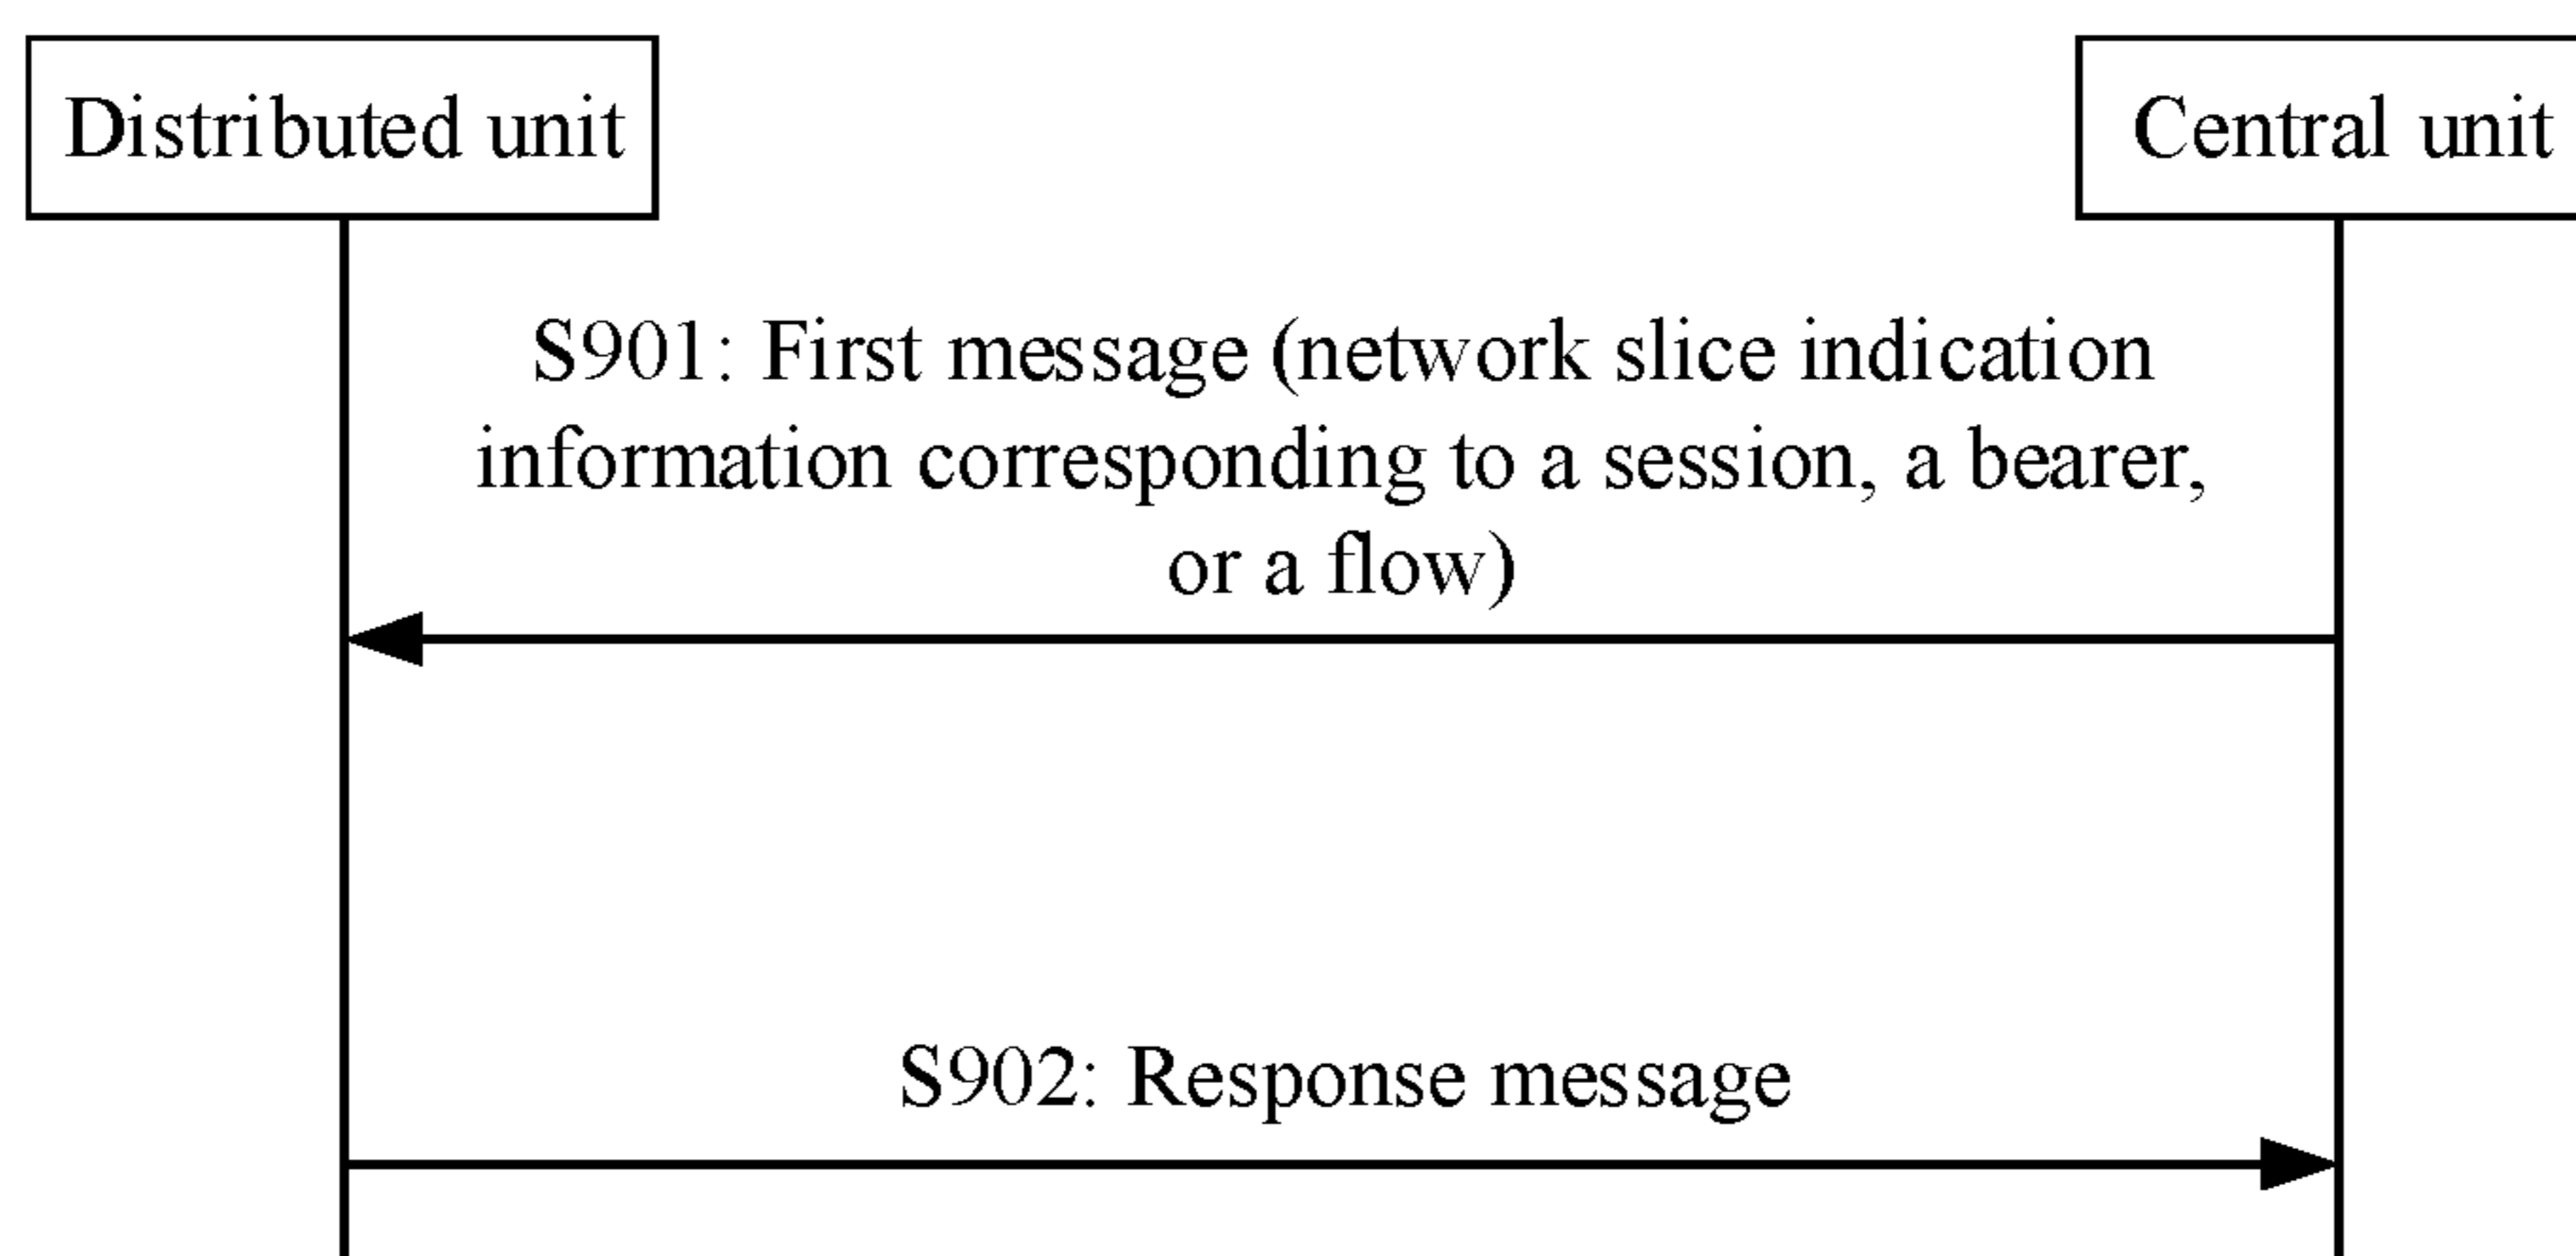 Distributed unit
Central unit
S901: First message (network slice indication
information corresponding to a session, a bearer,
or a flow)
S902: Response message